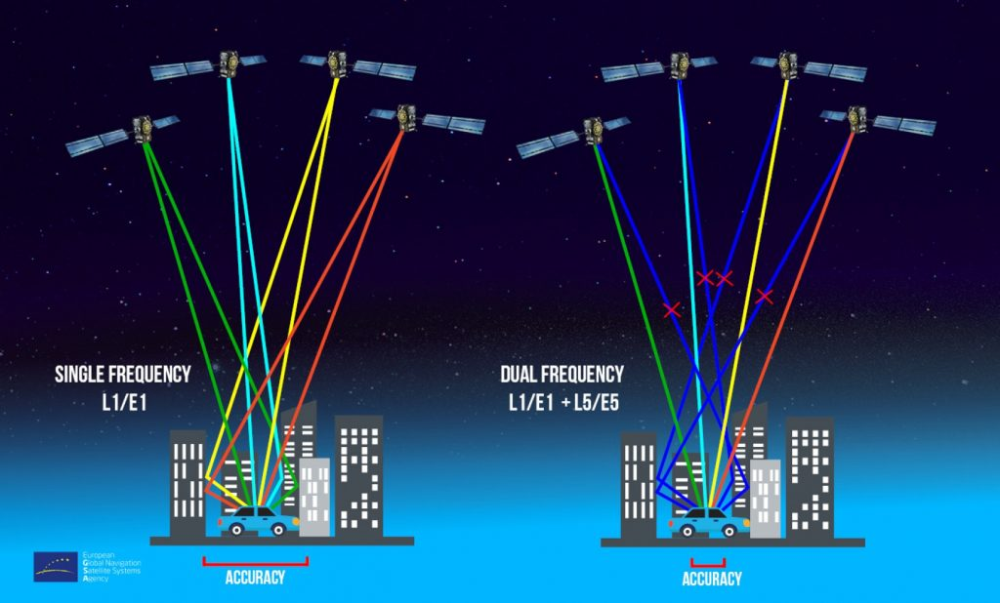 SINGLE FREQUENCY
L1/E1
ACCURACY
DUAL FREQUENCY
L1/E1 + L5/E5
ACCURACY
European
Global Navigation
Satellite Systems
Agency